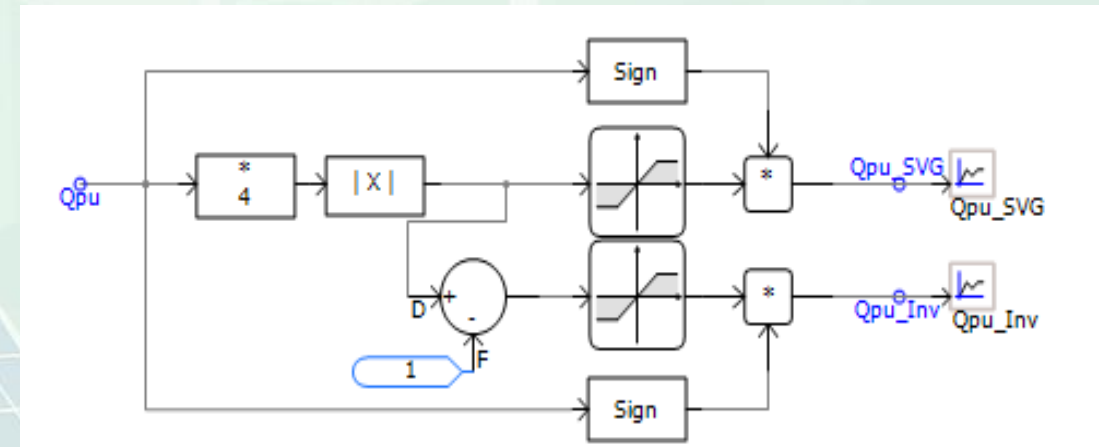 Sign
Qpu
*
4
|X|
*
Qpu_SVG
Qpu_SVG
D
+
-
F
1
*
Qpu_Inv
Qpu_Inv
Sign